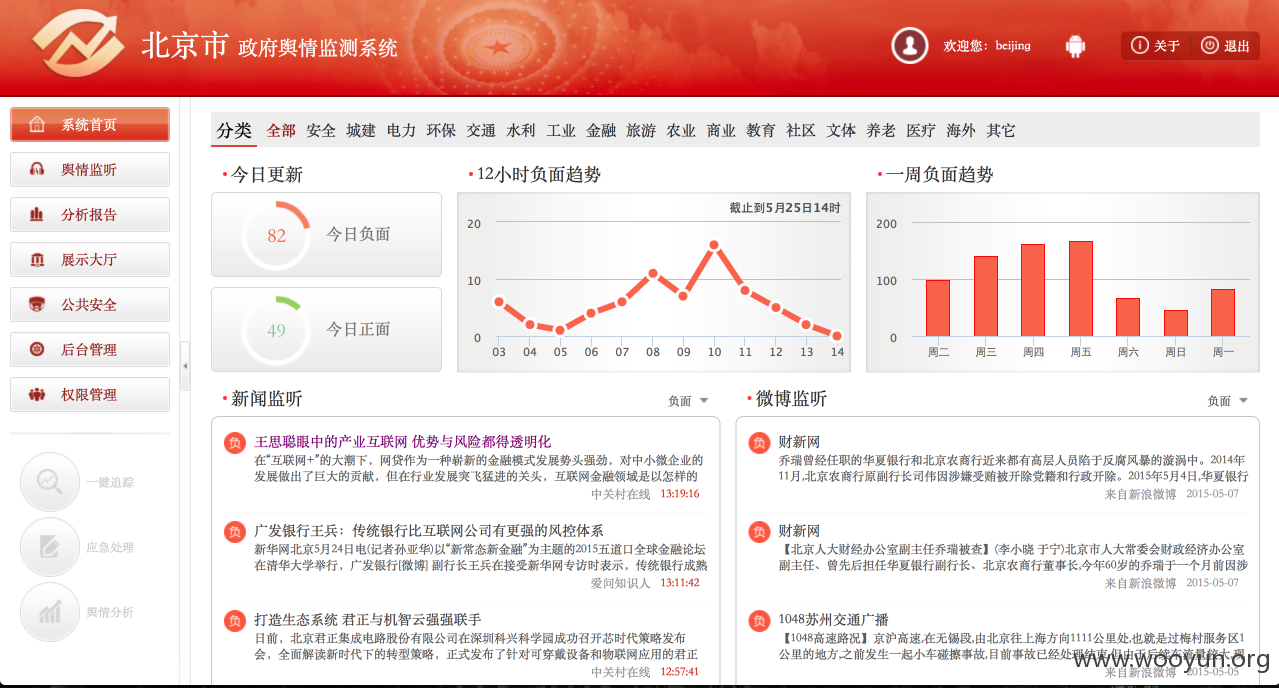 北京市 政府舆情监测系统
欢迎您：beijing
关于
退出
系统首页
舆情监听
分析报告
展示大厅
公共安全
后台管理
权限管理
一键追踪
应急处理
舆情分析
分类 全部 安全 城建 电力 环保 交通 水利 工业 金融 旅游 农业 商业 教育 社区 文体 养老 医疗 海外 其它
今日更新
82 今日负面
49 今日正面
12小时负面趋势
截止到5月25日14时
20
10
0
03 04 05 06 07 08 09 10 11 12 13 14
一周负面趋势
200
100
0
周二 周三 周四 周五 周六 周日 周一
新闻监听 负面
负 王思聪眼中的产业互联网 优势与风险都得透明化
在“互联网+”的大潮下，网贷作为一种崭新的金融模式发展势头强劲，对中小微企业的
发展做出了巨大的贡献，但在行业发展突飞猛进的关头，互联网金融领域是以怎样的
中关村在线 13:19:16
负 广发银行王兵：传统银行比互联网公司有更强的风控体系
新华网北京5月24日电(记者孙亚华)以“新常态新金融”为主题的2015五道口全球金融论坛
在清华大学举行，广发银行[微博] 副行长王兵在接受新华网专访时表示，传统银行成熟
爱问知识人 13:11:42
负 打造生态系统 君正与机智云强强联手
日前，北京君正集成电路股份有限公司在深圳科兴科学园成功召开芯时代策略发布
会，全面解读新时代下的转型策略，正式发布了针对可穿戴设备和物联网应用的君正
中关村在线 12:57:41
微博监听 负面
负 财新网
乔瑞曾经任职的华夏银行和北京农商行近来都有高层人员陷于反腐风暴的漩涡中。2014年
11月,北京农商行原副行长司伟因涉嫌受贿被开除党籍和行政开除。2015年5月4日,华夏银行
来自新浪微博 2015-05-07
负 财新网
【北京人大财经办公室副主任乔瑞被查】(李小晓 于宁)北京市人大常委会财政经济办公室
副主任、曾先后担任华夏银行副行长、北京农商行董事长,今年60岁的乔瑞于一个月前因涉
来自新浪微博 2015-05-07
负 1048苏州交通广播
【1048高速路况】京沪高速,在无锡段,由北京往上海方向1111公里处,也就是过梅村服务区1
公里的地方,之前发生一起小车碰擦事故,目前事故已经处理结束,但由于后续车流量较大,现
来自新浪微博 2015-05-05
www.wooyun.org